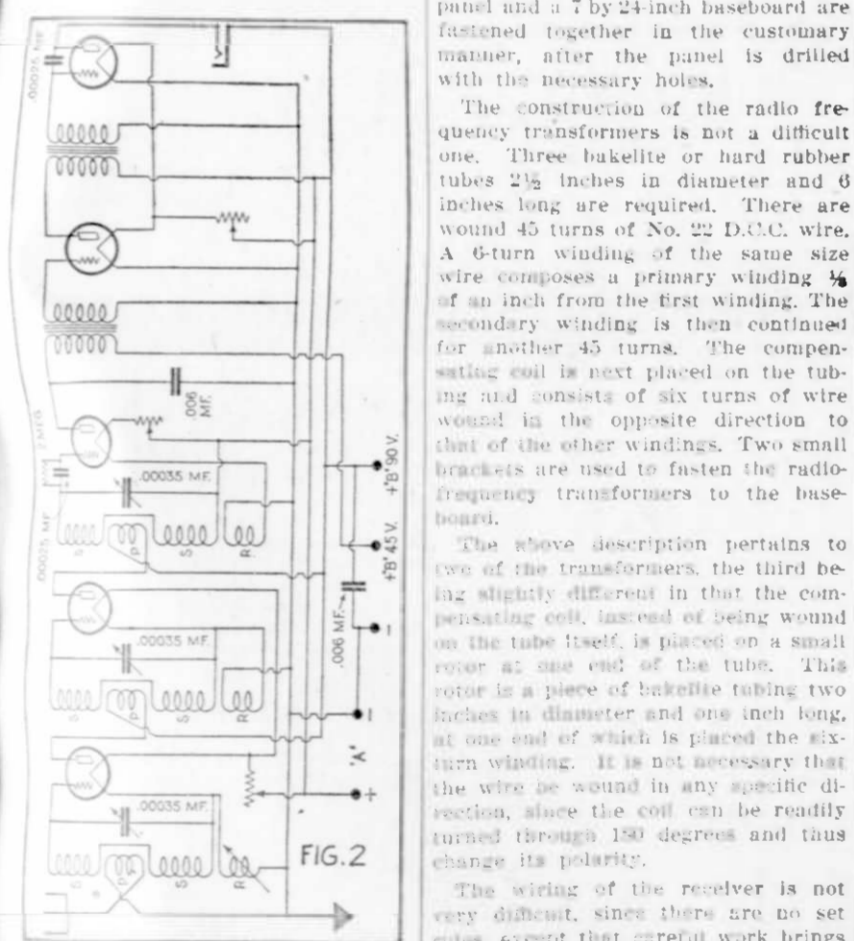 .00025 MF.
.006
MF.
2 MEG
.00035 MF.
.00025 MF.
+'B' 90 V.
+'B' 45 V.
.00035 MF.
.006 MF.
S
P
S
R
-
S
P
S
R
-
'A'
+
.00035 MF.
FIG. 2
S
P
S
R
panel and a 7 by 24-inch baseboard are
fastened together in the customary
manner, after the panel is drilled
with the necessary holes.
The construction of the radio fre-
quency transformers is not a difficult
one. Three bakelite or hard rubber
tubes 2½ inches in diameter and 6
inches long are required. There are
wound 45 turns of No. 22 D.C.C. wire.
A 6-turn winding of the same size
wire composes a primary winding ⅛
of an inch from the first winding. The
secondary winding is then continued
for another 45 turns. The compen-
sating coil is next placed on the tub-
ing and consists of six turns of wire
wound in the opposite direction to
that of the other windings. Two small
brackets are used to fasten the radio-
frequency transformers to the base-
board.
The above description pertains to
two of the transformers, the third be-
ing slightly different in that the com-
pensating coil, instead of being wound
on the tube itself, is placed on a small
rotor at one end of the tube. This
rotor is a piece of bakelite tubing two
inches in diameter and one inch long,
at one end of which is placed the six-
turn winding. It is not necessary that
the wire be wound in any specific di-
rection, since the coil can be readily
turned through 180 degrees and thus
change its polarity.
The wiring of the receiver is not
very difficult, since there are no set
rules, except that careful work brings